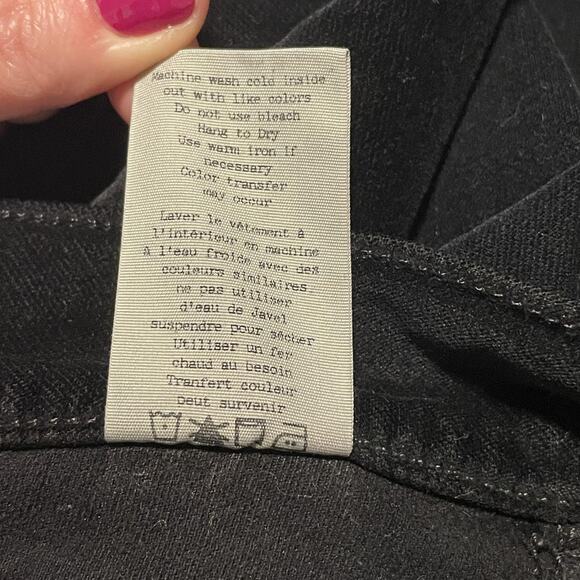 Machine wash cold inside
out with like colors
Do not use bleach
Hang to Dry
Use warm iron if
necessary
Color transfer
may occur
Laver le vêtement à
l'intérieur en machine
À l'eau froide avec des
couleurs similaires
ne pas utiliser
d'eau de Javel
suspendre pour sécher
Utiliser un fer
chaud au besoin
Tranfert couleur
peut survenir